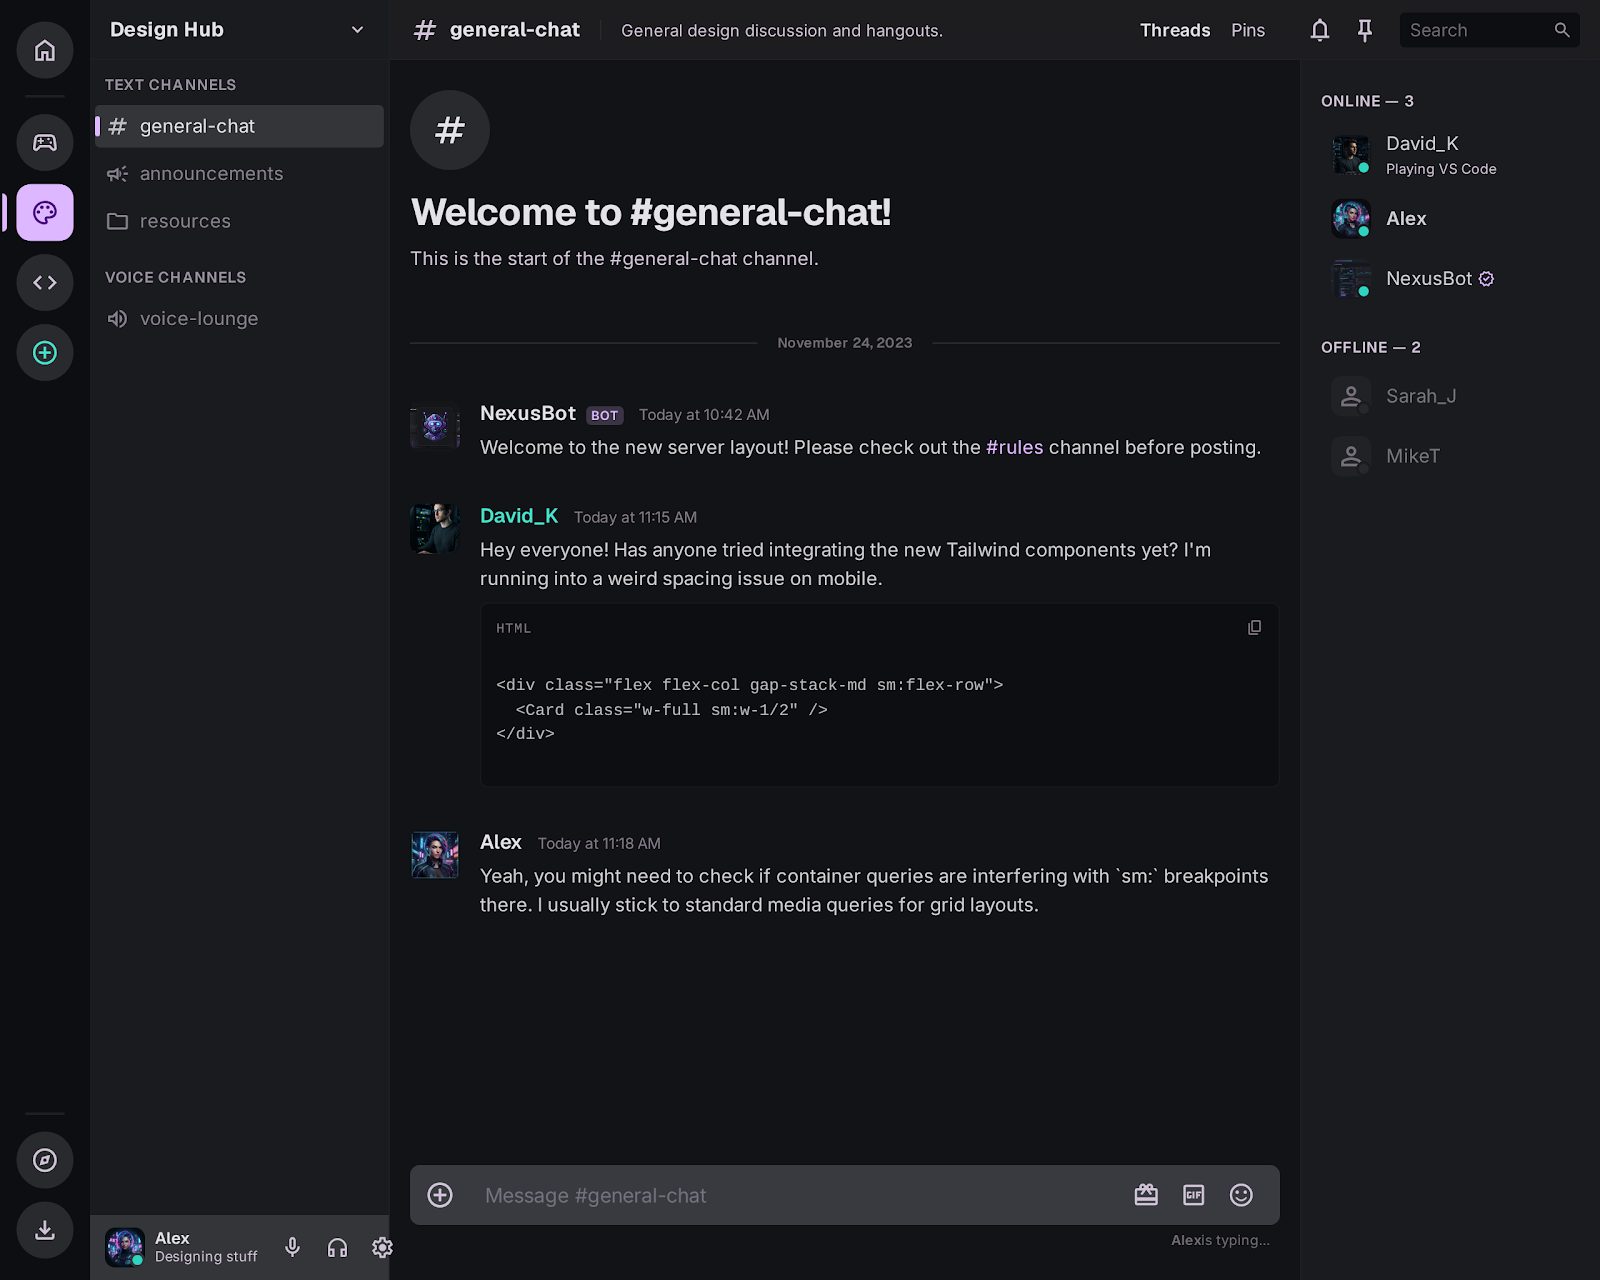 Design Hub
TEXT CHANNELS
general-chat
announcements
resources
VOICE CHANNELS
voice-lounge
Alex
Designing stuff
# general-chat
General design discussion and hangouts.
Threads
Pins
Search
#
Welcome to #general-chat!
This is the start of the #general-chat channel.
November 24, 2023
NexusBot BOT Today at 10:42 AM
Welcome to the new server layout! Please check out the #rules channel before posting.
David_K Today at 11:15 AM
Hey everyone! Has anyone tried integrating the new Tailwind components yet? I'm
running into a weird spacing issue on mobile.
HTML
<div class="flex flex-col gap-stack-md sm:flex-row">
  <Card class="w-full sm:w-1/2" />
</div>
Alex Today at 11:18 AM
Yeah, you might need to check if container queries are interfering with `sm:` breakpoints
there. I usually stick to standard media queries for grid layouts.
Message #general-chat
GIF
Alexis typing...
ONLINE — 3
David_K
Playing VS Code
Alex
NexusBot
OFFLINE — 2
Sarah_J
MikeT